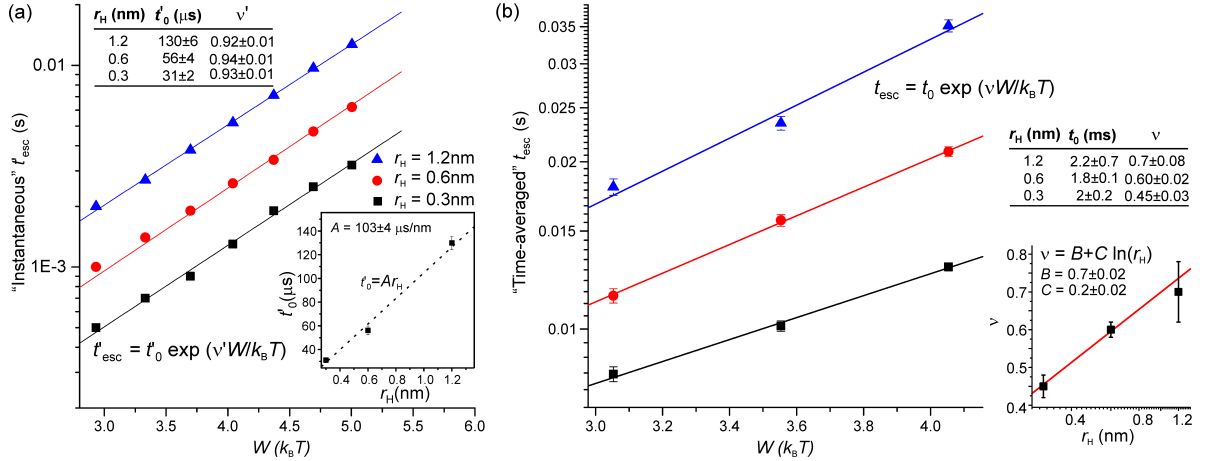 (a)
r_H (nm) t'_0 (μs) ν'
1.2 130±6 0.92±0.01
0.6 56±4 0.94±0.01
0.3 31±2 0.93±0.01
"Instantaneous" t'_esc (s)
0.01
1E-3
r_H = 1.2nm
r_H = 0.6nm
r_H = 0.3nm
t'_esc = t'_0 exp (ν'W/k_BT)
3.0 3.5 4.0 4.5 5.0 5.5 6.0
W (k_BT)
A = 103±4 μs/nm
t'_0=Ar_H
t'_0(μs)
140
120
100
80
60
40
0.4 0.6 0.8 1.0 1.2
r_H(nm)
(b)
"Time-averaged" t_esc (s)
0.035
0.03
0.025
0.02
0.015
0.01
t_esc = t_0 exp (νW/k_BT)
3.0 3.2 3.4 3.6 3.8 4.0
W (k_BT)
r_H (nm) t_0 (ms) ν
1.2 2.2±0.7 0.7±0.08
0.6 1.8±0.1 0.60±0.02
0.3 2±0.2 0.45±0.03
ν = B+C ln(r_H)
B = 0.7±0.02
C = 0.2±0.02
ν
0.8
0.7
0.6
0.5
0.4
0.4 0.8 1.2
r_H (nm)